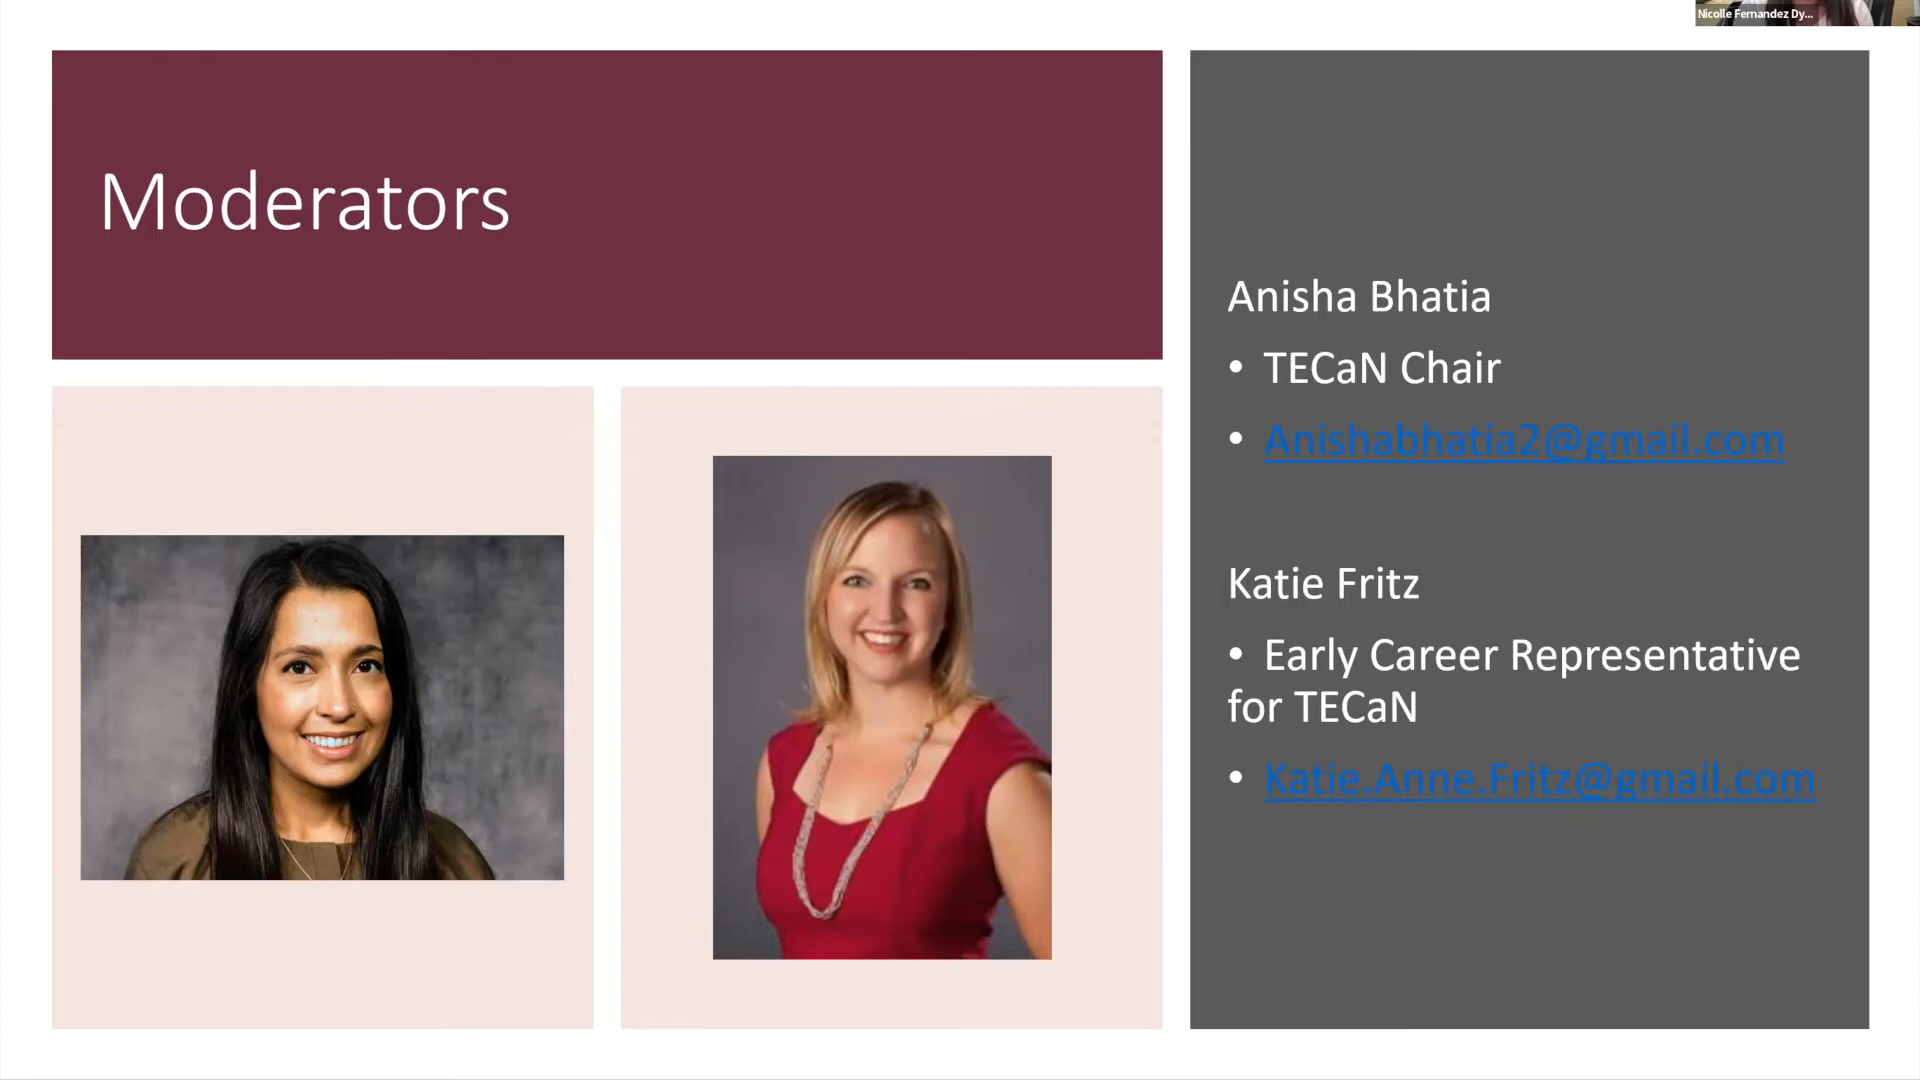 Nicolle Fernandez Dy...
Moderators
Anisha Bhatia
• TECaN Chair
• Anishabhatia2@gmail.com
Katie Fritz
• Early Career Representative
for TECaN
• Katie.Anne.Fritz@gmail.com